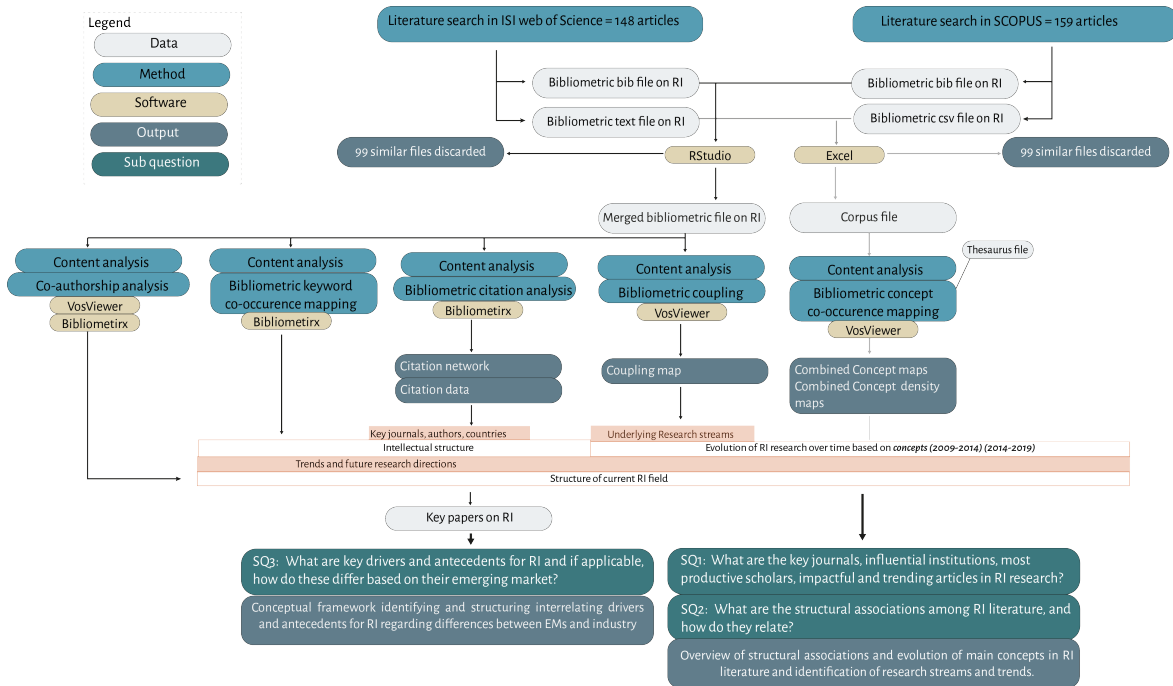 Legend
Data
Method
Software
Output
Sub question
Literature search in ISI web of Science = 148 articles
Literature search in SCOPUS = 159 articles
Bibliometric bib file on RI
Bibliometric bib file on RI
Bibliometric text file on RI
Bibliometric csv file on RI
99 similar files discarded
RStudio
Excel
99 similar files discarded
Merged bibliometric file on RI
Corpus file
Thesaurus file
Content analysis
Co-authorship analysis
VosViewer
Bibliometirx
Content analysis
Bibliometric keyword
co-occurence mapping
Bibliometirx
Content analysis
Bibliometric citation analysis
Bibliometirx
Content analysis
Bibliometric coupling
VosViewer
Content analysis
Bibliometric concept
co-occurence mapping
VosViewer
Citation network
Citation data
Coupling map
Combined Concept maps
Combined Concept density
maps
Key journals, authors, countries
Underlying Research streams
Intellectual structure
Evolution of RI research over time based on concepts (2009-2014) (2014-2019)
Trends and future research directions
Structure of current RI field
Key papers on RI
SQ3: What are key drivers and antecedents for RI and if applicable,
how do these differ based on their emerging market?
Conceptual framework identifying and structuring interrelating drivers
and antecedents for RI regarding differences between EMs and industry
SQ1: What are the key journals, influential institutions, most
productive scholars, impactful and trending articles in RI research?
SQ2: What are the structural associations among RI literature, and
how do they relate?
Overview of structural associations and evolution of main concepts in RI
literature and identification of research streams and trends.